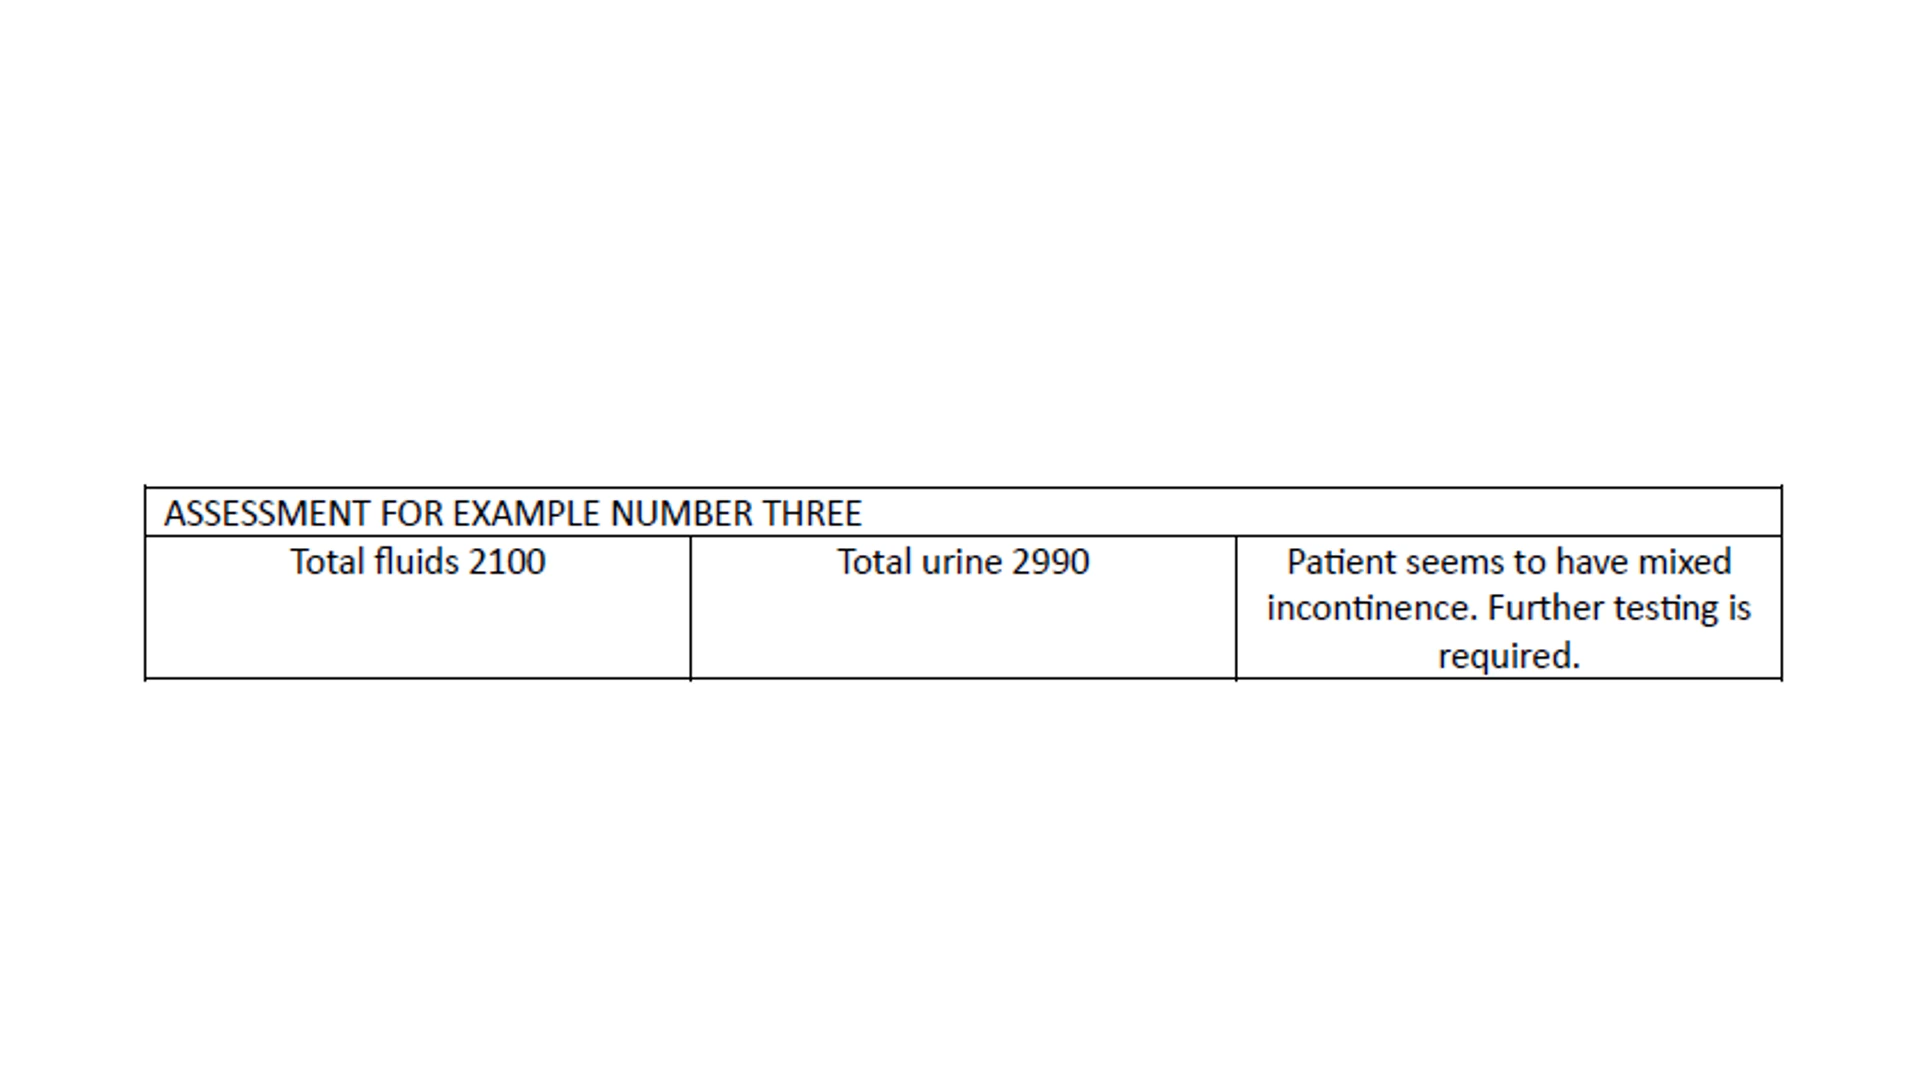 ASSESSMENT FOR EXAMPLE NUMBER THREE
Total fluids 2100
Total urine 2990
Patient seems to have mixed
incontinence. Further testing is
required.